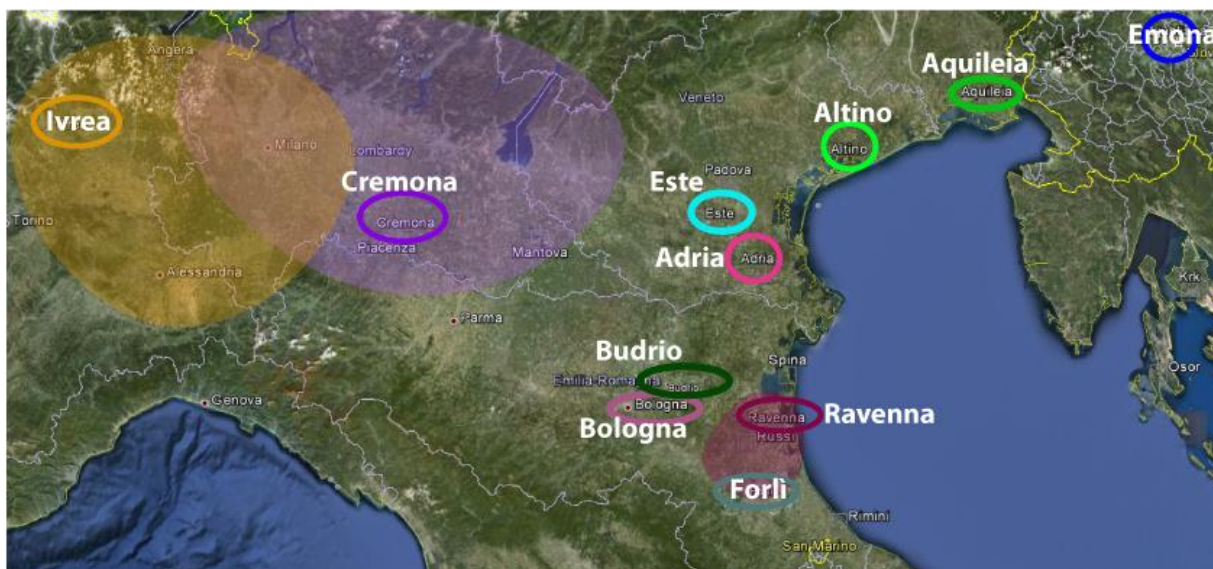 Angera
Emona
Aquileia
Aquileia
Ivrea
Veneto
Altino
Altino
Milano
Lombardy
Cremona
Cremona
Padova
Este
Este
Torino
Piacenza
Mantova
Adria
Adria
Alessandria
Krk
Parma
Budrio
Spina
Osor
Emilia-Romagna
Budrio
Genova
Bologna
Bologna
Ravenna
Ravenna
Russi
Forlì
Rimini
San Marino